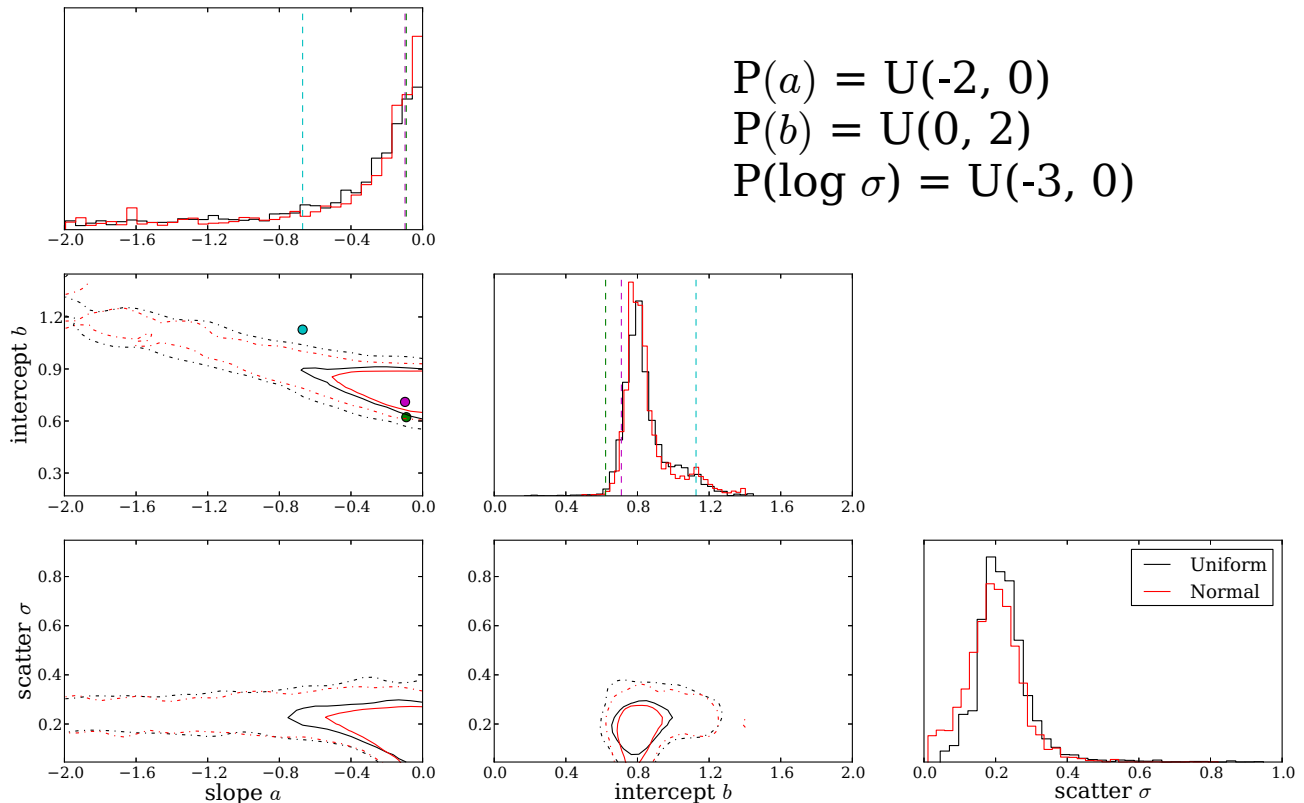 P(a) = U(-2, 0)
P(b) = U(0, 2)
P(log σ) = U(-3, 0)
−2.0 −1.6 −1.2 −0.8 −0.4 0.0
intercept b
1.2
0.9
0.6
0.3
−2.0 −1.6 −1.2 −0.8 −0.4 0.0
0.0 0.4 0.8 1.2 1.6 2.0
scatter σ
0.8
0.6
0.4
0.2
−2.0 −1.6 −1.2 −0.8 −0.4 0.0
slope a
0.8
0.6
0.4
0.2
0.0 0.4 0.8 1.2 1.6 2.0
intercept b
Uniform
Normal
0.0 0.2 0.4 0.6 0.8 1.0
scatter σ